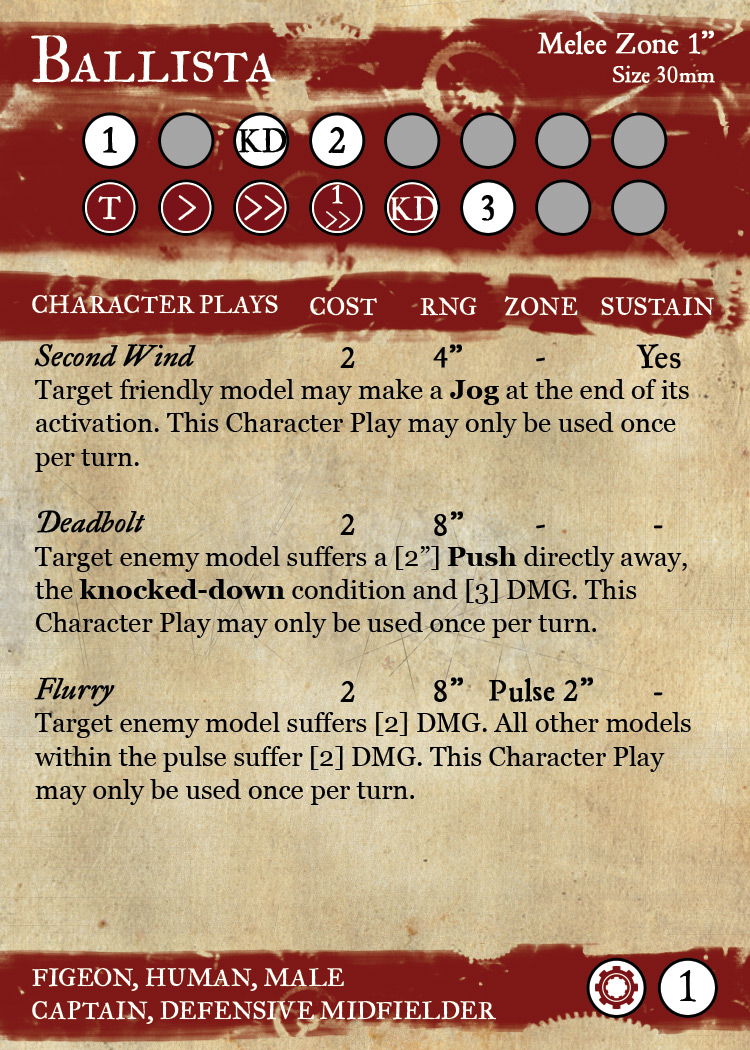 BALLISTA
Melee Zone 1”
Size 30mm
1 KD 2
T > >> 1 >> KD 3
CHARACTER PLAYS COST RNG ZONE SUSTAIN
Second Wind 2 4” - Yes
Target friendly model may make a Jog at the end of its
activation. This Character Play may only be used once
per turn.
Deadbolt 2 8” - -
Target enemy model suffers a [2”] Push directly away,
the knocked-down condition and [3] DMG. This
Character Play may only be used once per turn.
Flurry 2 8” Pulse 2” -
Target enemy model suffers [2] DMG. All other models
within the pulse suffer [2] DMG. This Character Play
may only be used once per turn.
FIGEON, HUMAN, MALE
CAPTAIN, DEFENSIVE MIDFIELDER
1